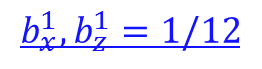 $b_x^1, b_z^1 = 1/12$